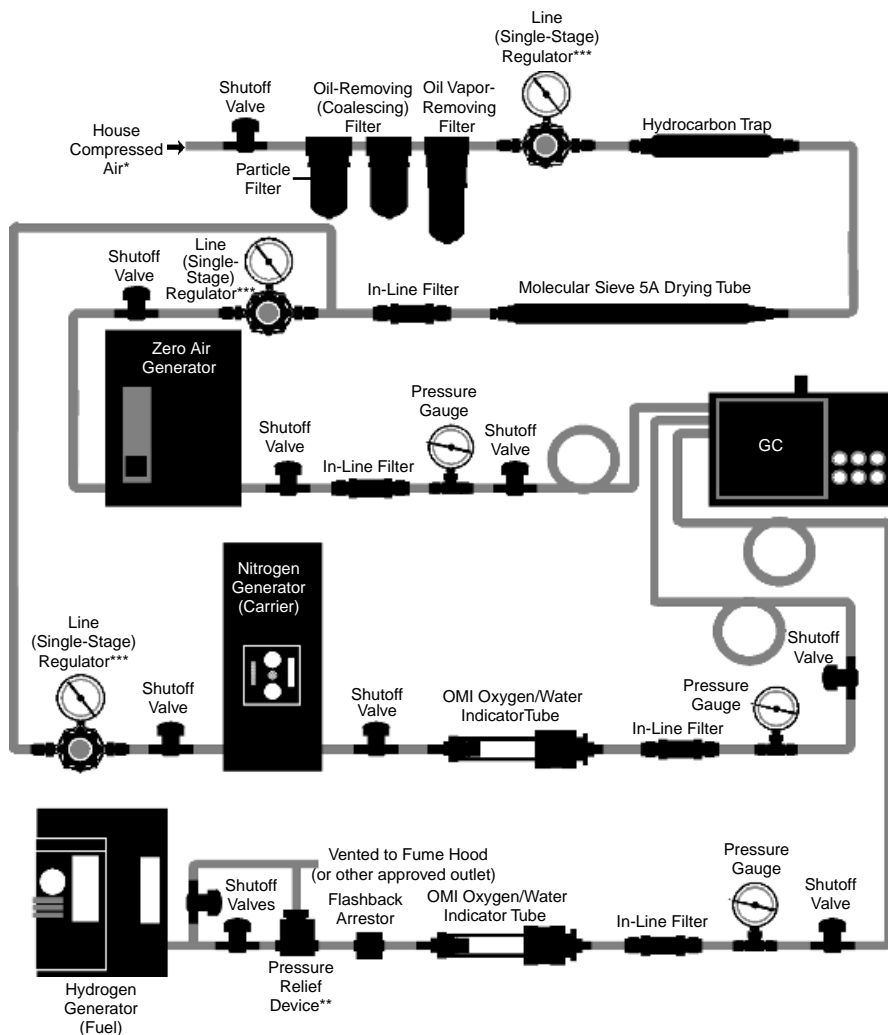 Line
(Single-Stage)
Regulator***
Shutoff
Valve
Oil-Removing
(Coalescing)
Filter
Oil Vapor-
Removing
Filter
Hydrocarbon Trap
House
Compressed
Air*
Particle
Filter
Shutoff
Valve
Line
(Single-
Stage)
Regulator***
In-Line Filter
Molecular Sieve 5A Drying Tube
Zero Air
Generator
Shutoff
Valve
In-Line Filter
Pressure
Gauge
Shutoff
Valve
GC
Nitrogen
Generator
(Carrier)
Line
(Single-Stage)
Regulator***
Shutoff
Valve
Shutoff
Valve
OMI Oxygen/Water
IndicatorTube
In-Line Filter
Pressure
Gauge
Shutoff
Valve
Vented to Fume Hood
(or other approved outlet)
Shutoff
Valves
Flashback
Arrestor
OMI Oxygen/Water
Indicator Tube
In-Line Filter
Pressure
Gauge
Shutoff
Valve
Pressure
Relief
Device**
Hydrogen
Generator
(Fuel)